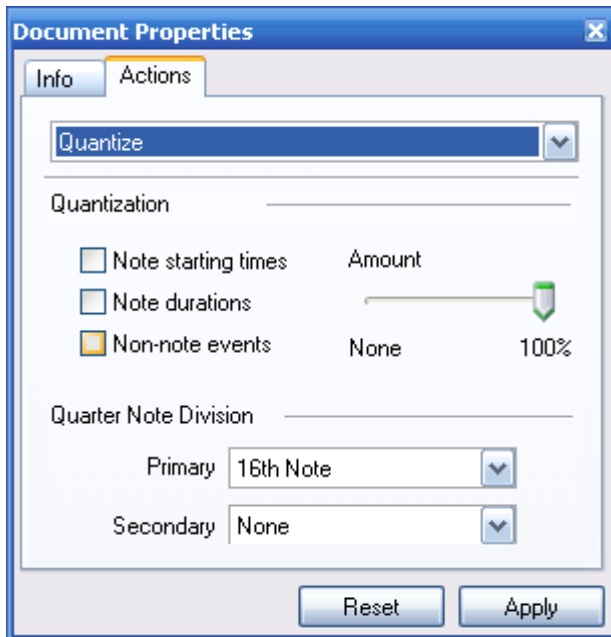 Document Properties
Info Actions
Quantize
Quantization
Note starting times Amount
Note durations
Non-note events None 100%
Quarter Note Division
Primary 16th Note
Secondary None
Reset Apply